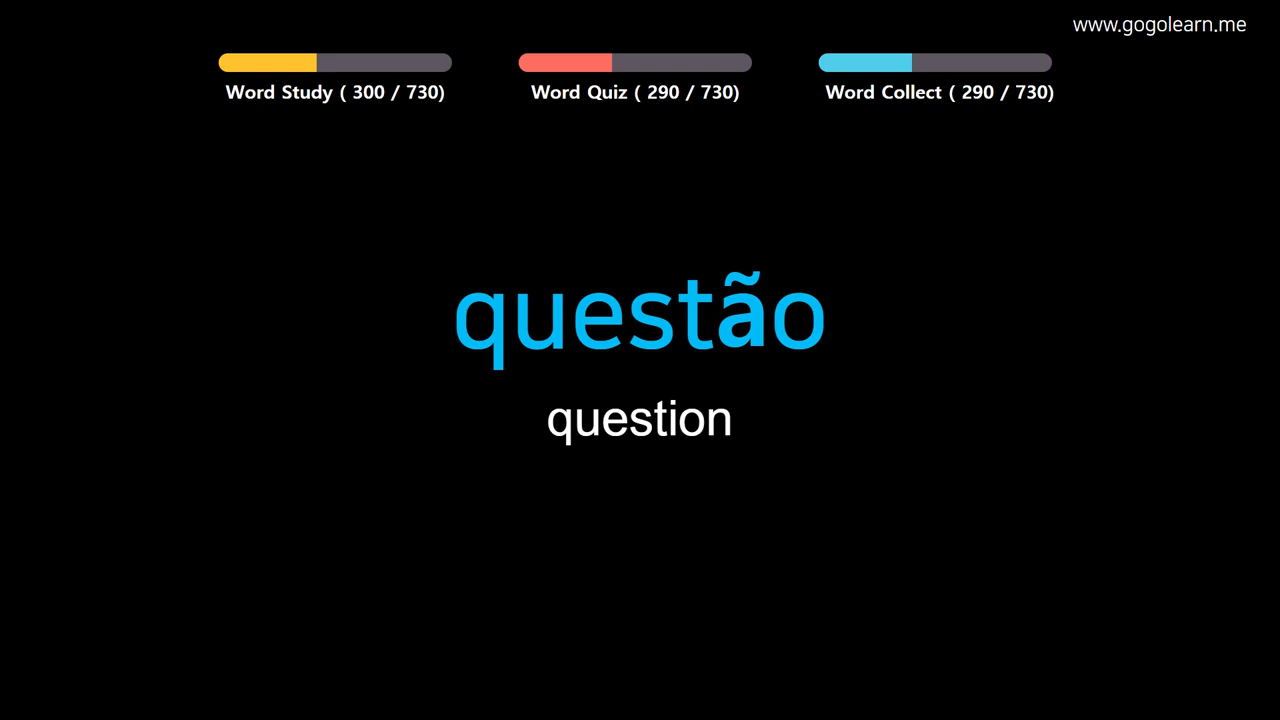 www.gogolearn.me
Word Study ( 300 / 730)
Word Quiz ( 290 / 730)
Word Collect ( 290 / 730)
questão
question